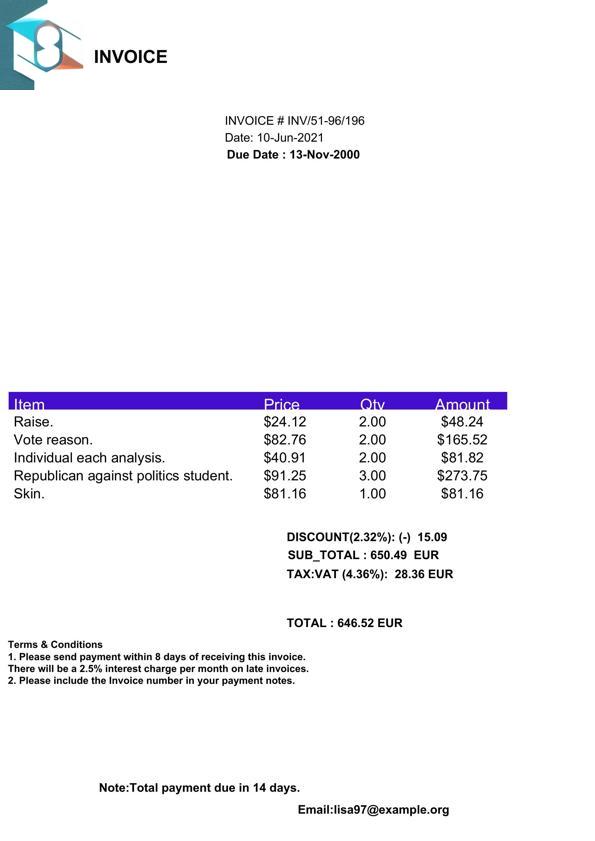 INVOICE
INVOICE # INV/51-96/196
Date: 10-Jun-2021
Due Date : 13-Nov-2000
Item Price Qty Amount
Raise. $24.12 2.00 $48.24
Vote reason. $82.76 2.00 $165.52
Individual each analysis. $40.91 2.00 $81.82
Republican against politics student. $91.25 3.00 $273.75
Skin. $81.16 1.00 $81.16
DISCOUNT(2.32%): (-) 15.09
SUB_TOTAL : 650.49 EUR
TAX:VAT (4.36%): 28.36 EUR
TOTAL : 646.52 EUR
Terms & Conditions
1. Please send payment within 8 days of receiving this invoice.
There will be a 2.5% interest charge per month on late invoices.
2. Please include the Invoice number in your payment notes.
Note:Total payment due in 14 days.
Email:lisa97@example.org